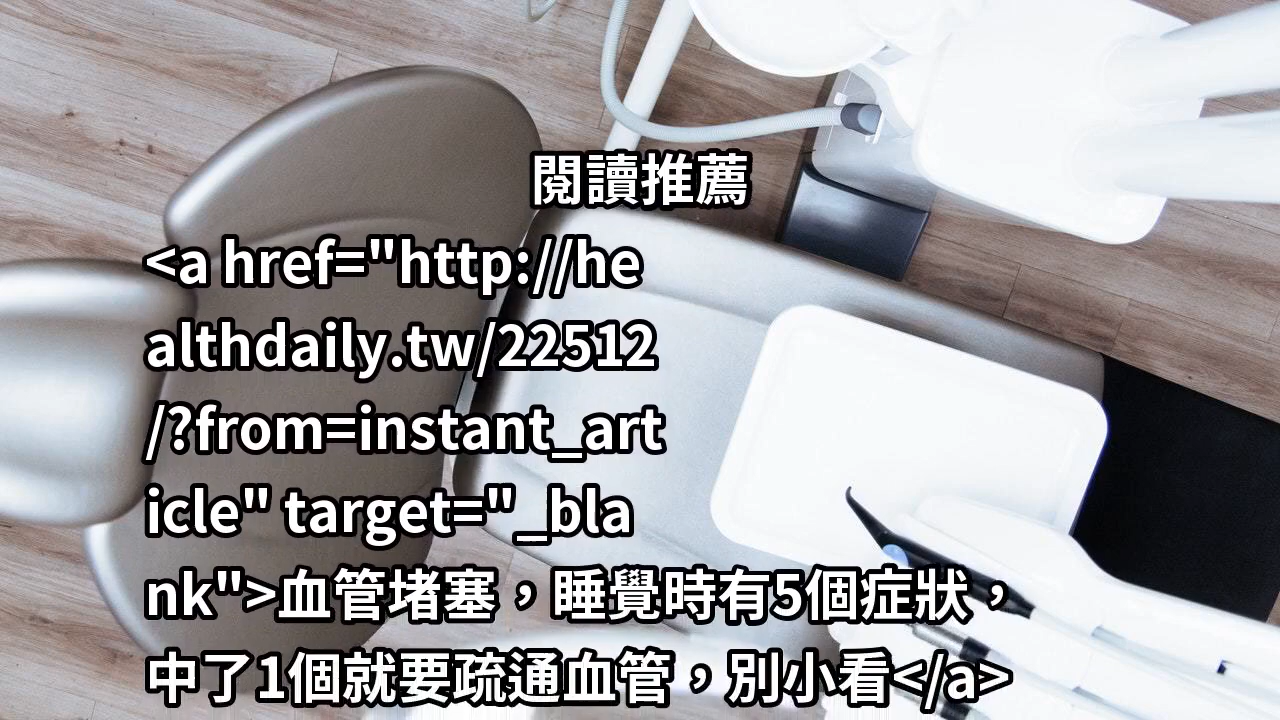 閱讀推薦
<a href="http://he
althdaily.tw/22512
/?from=instant_art
icle" target="_bla
nk">血管堵塞，睡覺時有5個症狀，
中了1個就要疏通血管，別小看</a>